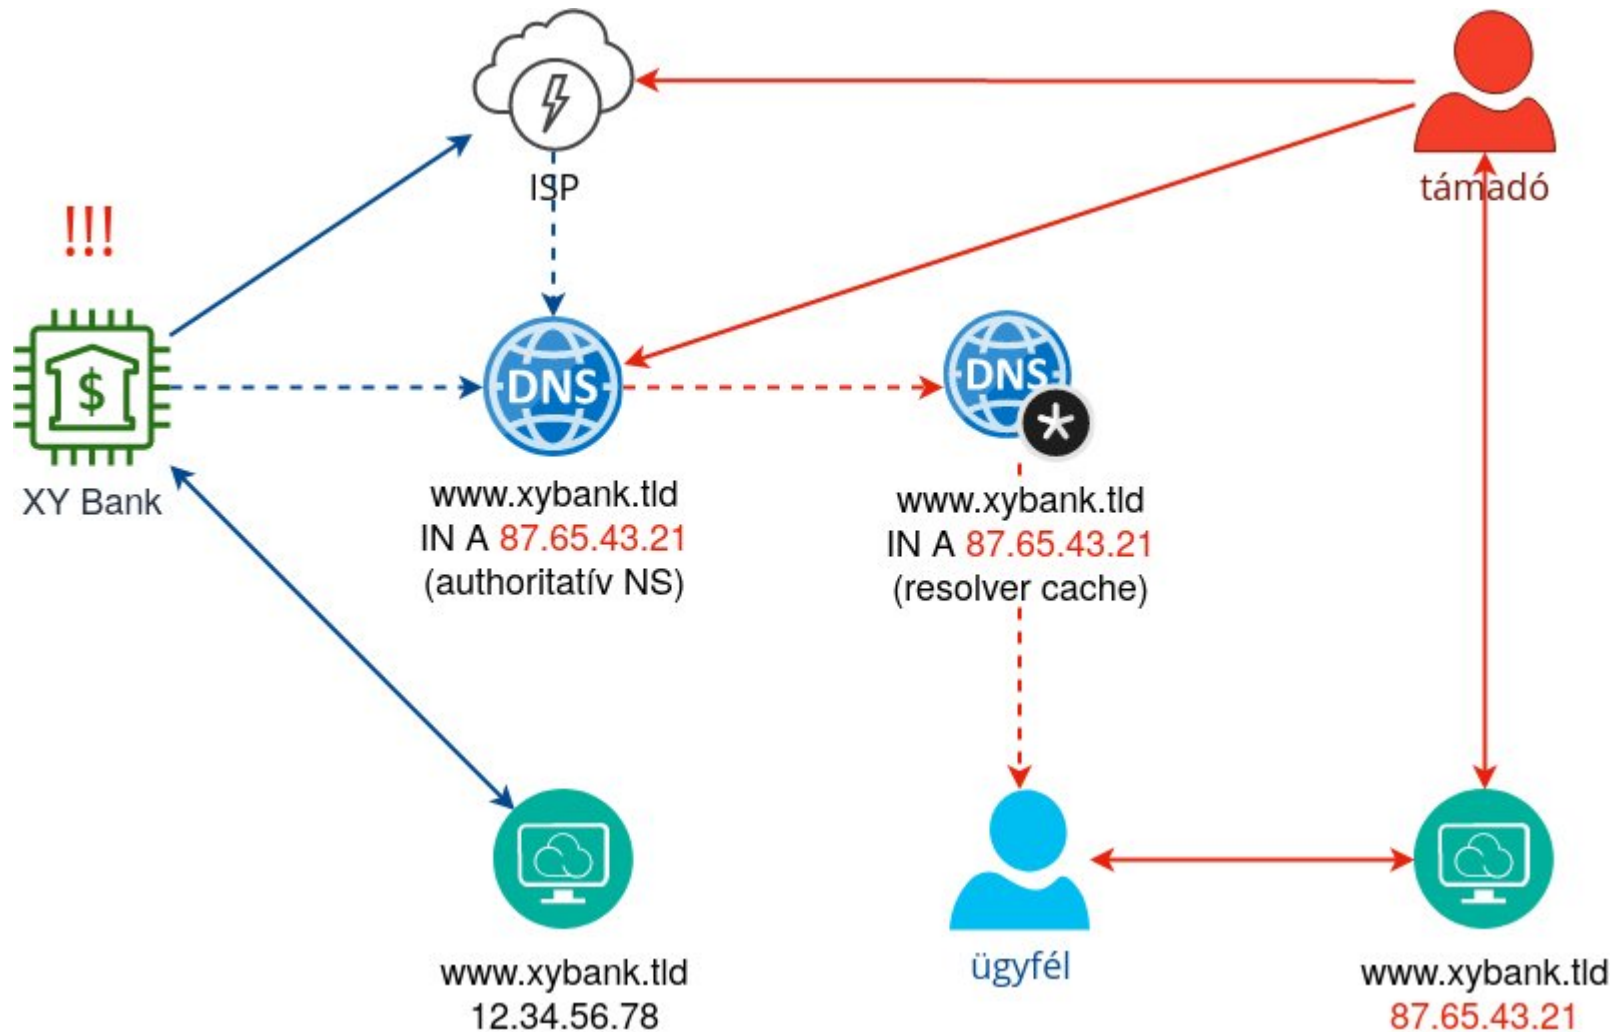 ISP
támadó
!!!
$
DNS
DNS
*
XY Bank
www.xybank.tld
IN A 87.65.43.21
(authoritatív NS)
www.xybank.tld
IN A 87.65.43.21
(resolver cache)
www.xybank.tld
12.34.56.78
ügyfél
www.xybank.tld
87.65.43.21